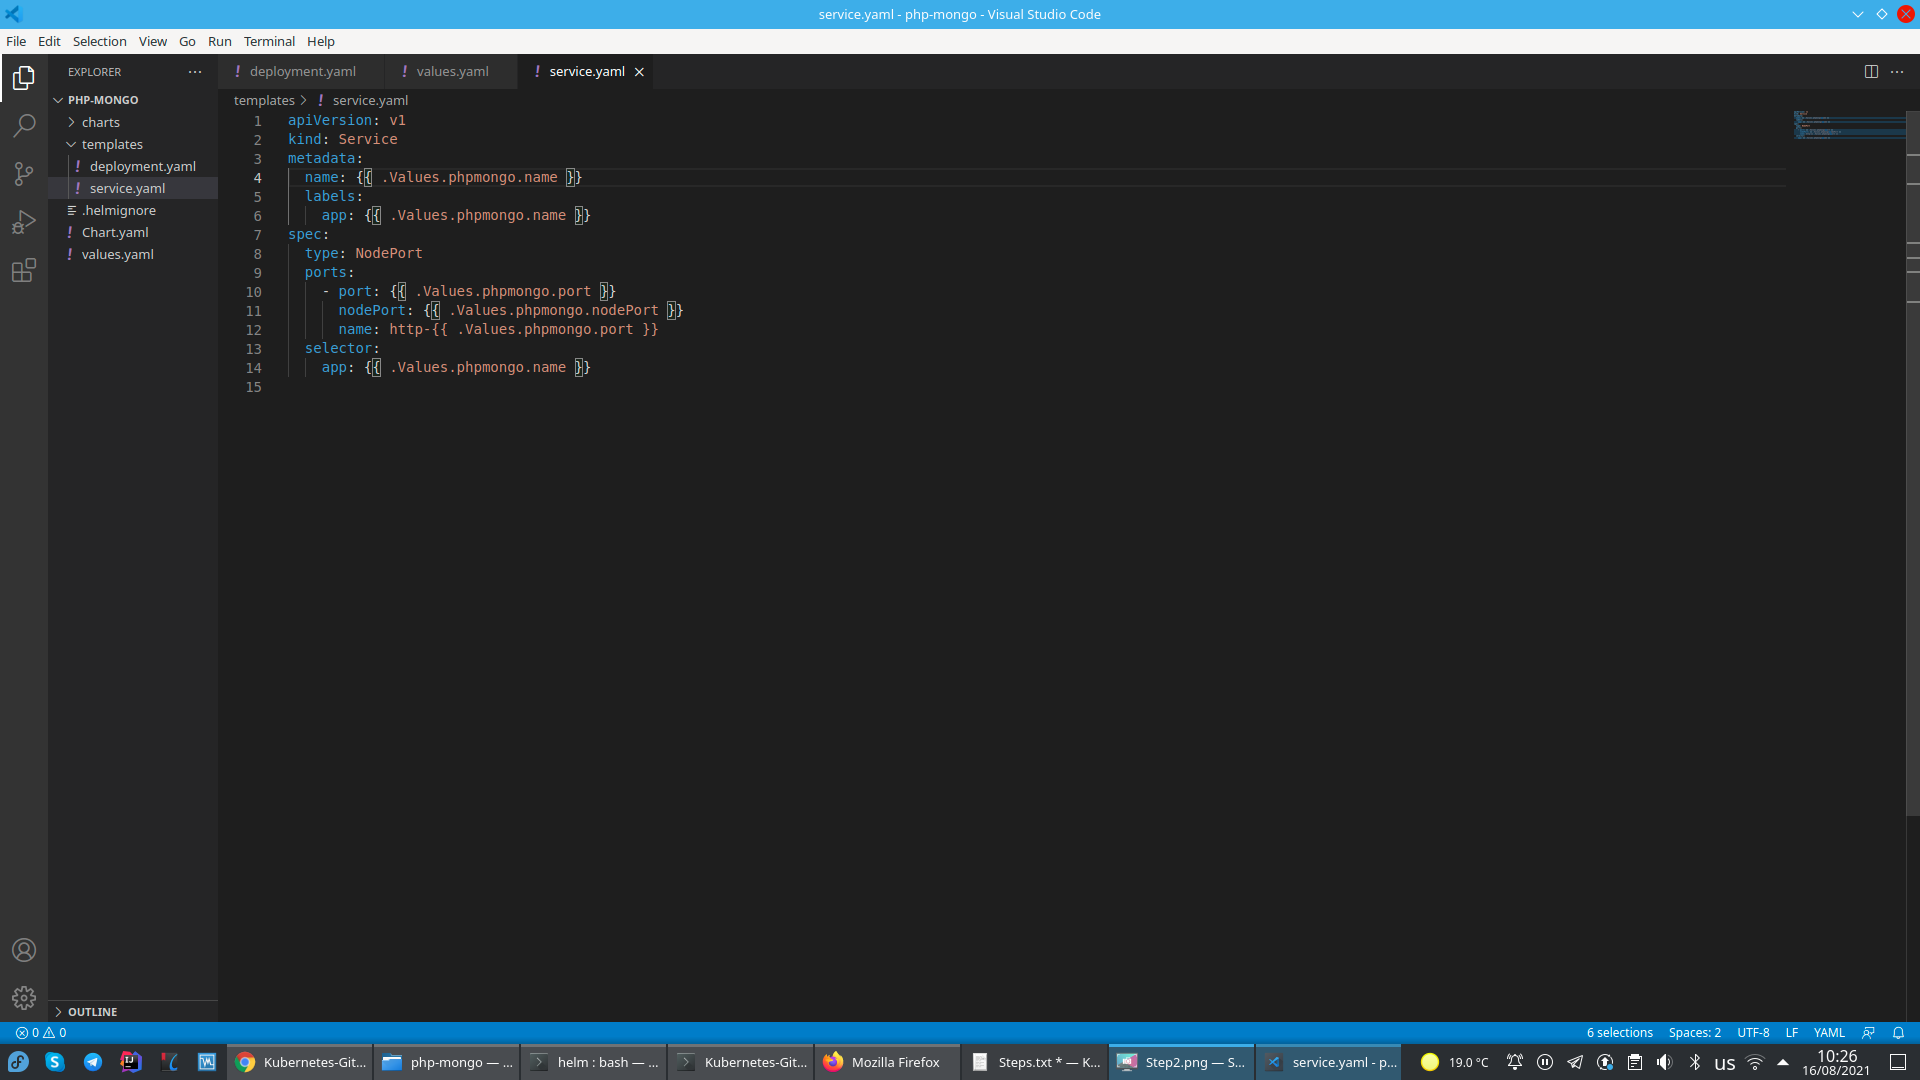 service.yaml - php-mongo - Visual Studio Code
File Edit Selection View Go Run Terminal Help
EXPLORER
PHP-MONGO
charts
templates
deployment.yaml
service.yaml
.helmignore
Chart.yaml
values.yaml
OUTLINE
deployment.yaml values.yaml service.yaml
templates > service.yaml
1 apiVersion: v1
2 kind: Service
3 metadata:
4 name: {{ .Values.phpmongo.name }}
5 labels:
6 app: {{ .Values.phpmongo.name }}
7 spec:
8 type: NodePort
9 ports:
10 - port: {{ .Values.phpmongo.port }}
11 nodePort: {{ .Values.phpmongo.nodePort }}
12 name: http-{{ .Values.phpmongo.port }}
13 selector:
14 app: {{ .Values.phpmongo.name }}
15
0 0 6 selections Spaces: 2 UTF-8 LF YAML
Kubernetes-Git... php-mongo — ... helm : bash — ... Kubernetes-Git... Mozilla Firefox Steps.txt * — K... Step2.png — S... service.yaml - p... 19.0 °C us 10:26
16/08/2021